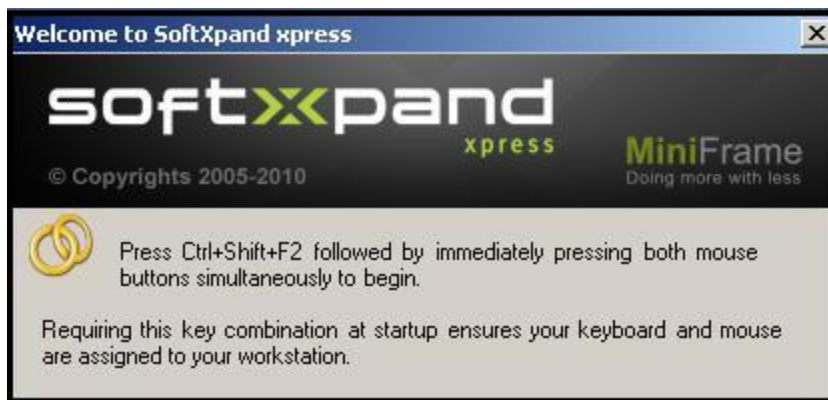 Welcome to SoftXpand xpress
softxpand
xpress
MiniFrame
© Copyrights 2005-2010
Doing more with less
Press Ctrl+Shift+F2 followed by immediately pressing both mouse
buttons simultaneously to begin.
Requiring this key combination at startup ensures your keyboard and mouse
are assigned to your workstation.